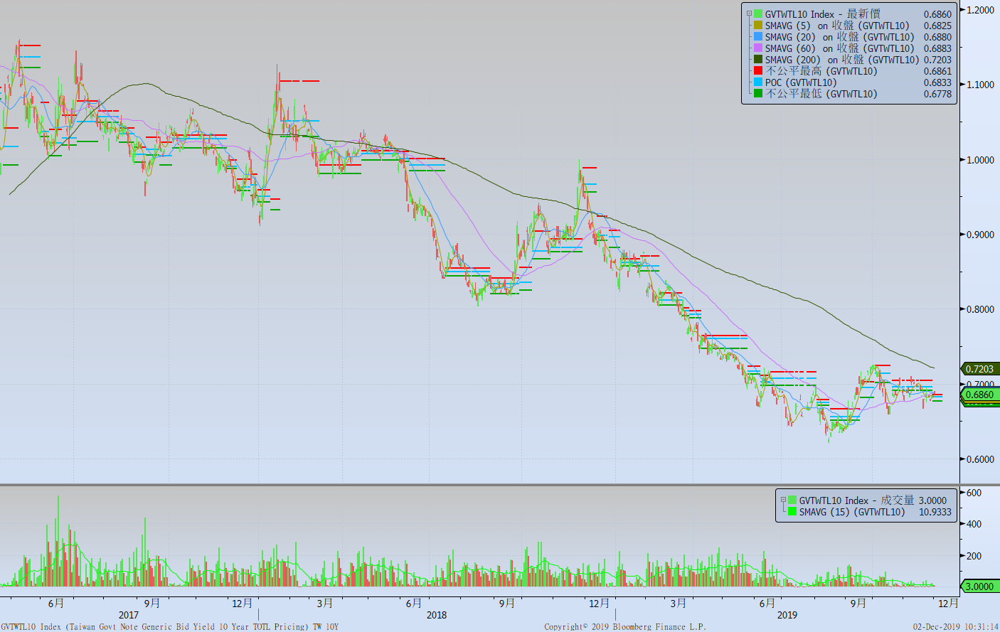 GVTWTL10 Index - 最新價 0.6860
SMAVG (5) on 收盤 (GVTWTL10) 0.6825
SMAVG (20) on 收盤 (GVTWTL10) 0.6880
SMAVG (60) on 收盤 (GVTWTL10) 0.6883
SMAVG (200) on 收盤 (GVTWTL10) 0.7203
不公平最高 (GVTWTL10) 0.6861
POC (GVTWTL10) 0.6833
不公平最低 (GVTWTL10) 0.6778
1.2000
1.1000
1.0000
0.9000
0.8000
0.7203
0.7000
0.6860
0.6000
GVTWTL10 Index - 成交量 3.0000
SMAVG (15) (GVTWTL10) 10.9333
600
400
200
3.0000
6月 9月 12月 3月 6月 9月 12月 3月 6月 9月 12月
2017 2018 2019
GVTWTL10 Index (Taiwan Govt Note Generic Bid Yield 10 Year TOTL Pricing) TW 10Y Copyright© 2019 Bloomberg Finance L.P. 02-Dec-2019 10:31:14